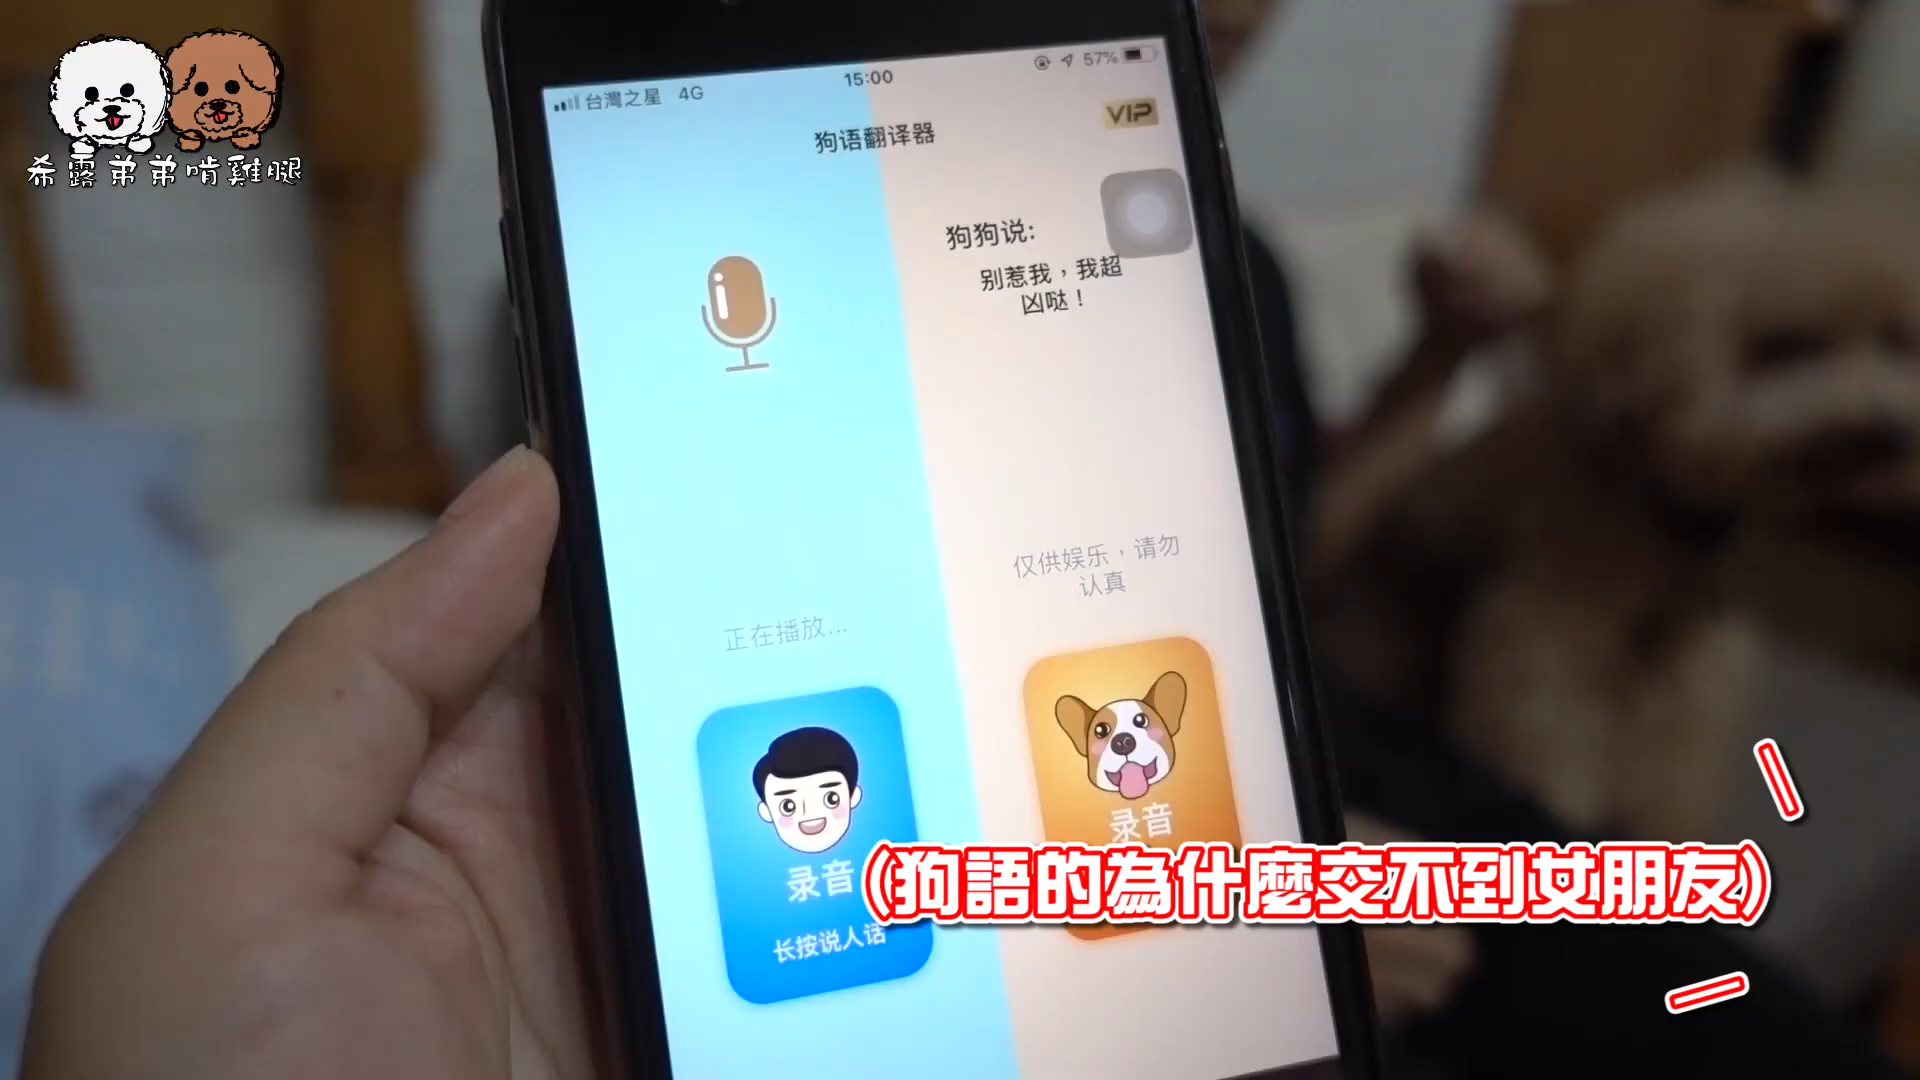 希露弟弟啃雞腿
台灣之星 4G
15:00
57%
VIP
狗语翻译器
狗狗说:
别惹我，我超
凶哒！
仅供娱乐，请勿
认真
正在播放...
录音
长按说人话
录音
(狗語的為什麼交不到女朋友)